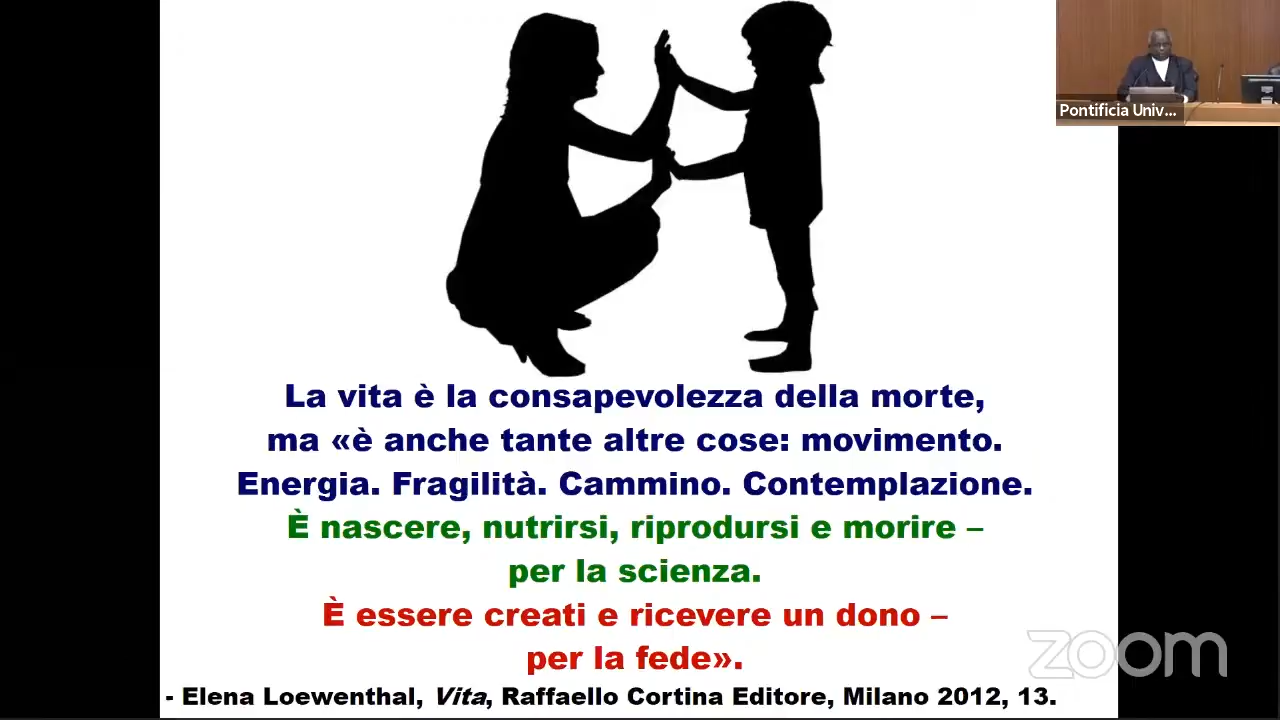 Pontificia Univ...
La vita è la consapevolezza della morte,
ma «è anche tante altre cose: movimento.
Energia. Fragilità. Cammino. Contemplazione.
È nascere, nutrirsi, riprodursi e morire –
per la scienza.
È essere creati e ricevere un dono –
per la fede».
- Elena Loewenthal, Vita, Raffaello Cortina Editore, Milano 2012, 13.
zoom